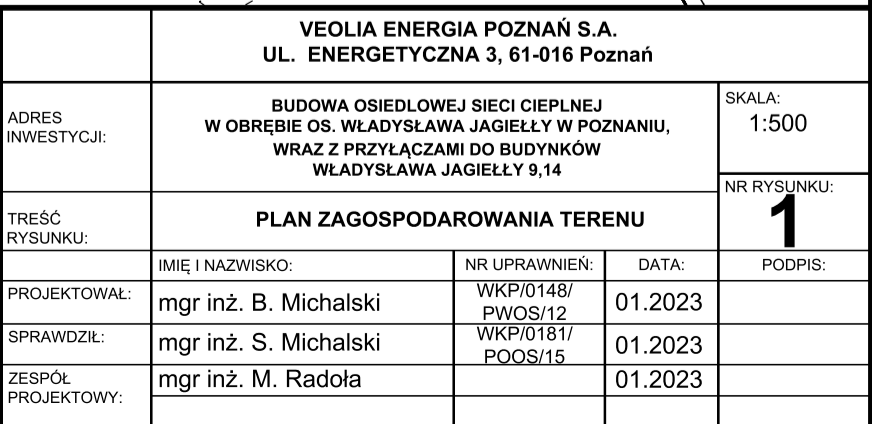 VEOLIA ENERGIA POZNAŃ S.A.
UL. ENERGETYCZNA 3, 61-016 Poznań
ADRES
INWESTYCJI:
BUDOWA OSIEDLOWEJ SIECI CIEPLNEJ
W OBRĘBIE OS. WŁADYSŁAWA JAGIEŁŁY W POZNANIU,
WRAZ Z PRZYŁĄCZAMI DO BUDYNKÓW
WŁADYSŁAWA JAGIEŁŁY 9,14
SKALA:
1:500
NR RYSUNKU:
1
TREŚĆ
RYSUNKU:
PLAN ZAGOSPODAROWANIA TERENU
IMIĘ I NAZWISKO:
NR UPRAWNIEŃ:
DATA:
PODPIS:
PROJEKTOWAŁ:
mgr inż. B. Michalski
WKP/0148/
PWOS/12
01.2023
SPRAWDZIŁ:
mgr inż. S. Michalski
WKP/0181/
POOS/15
01.2023
ZESPÓŁ
PROJEKTOWY:
mgr inż. M. Radoła
01.2023